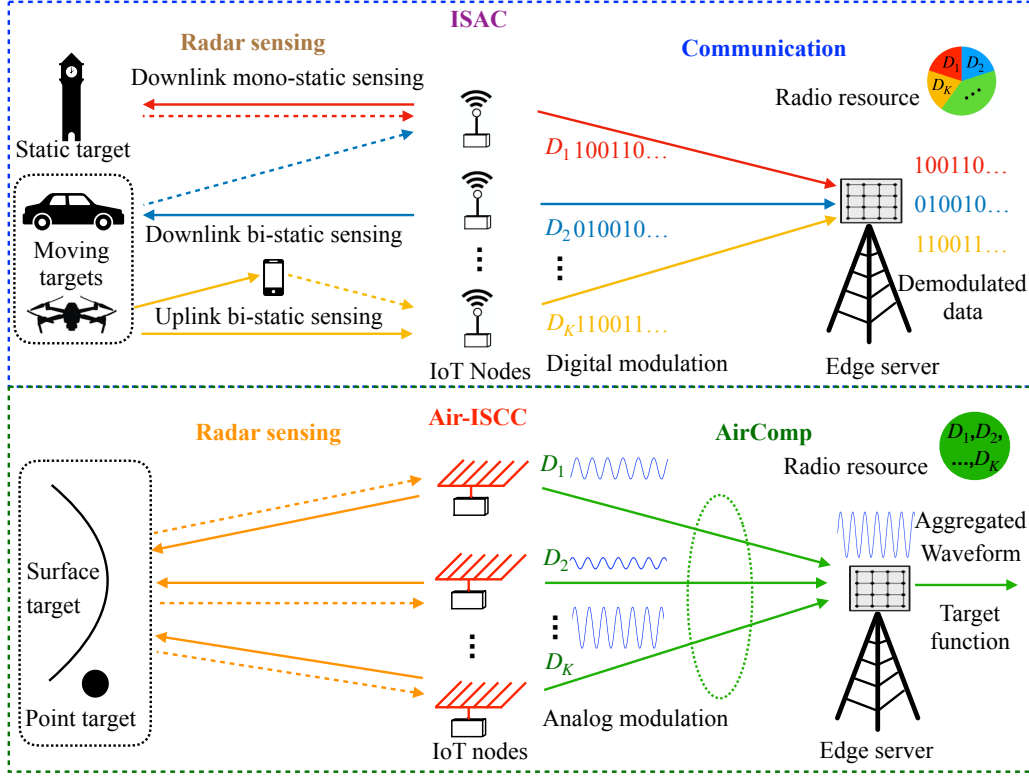 ISAC
Radar sensing
Communication
Downlink mono-static sensing
Static target
Radio resource
D1
D2
DK
...
D1 100110...
100110...
D2 010010...
010010...
Downlink bi-static sensing
Moving
targets
110011...
Uplink bi-static sensing
DK 110011...
Demodulated
data
IoT Nodes
Digital modulation
Edge server
Air-ISCC
Radar sensing
AirComp
Radio resource
D1,D2,
...,DK
D1
Aggregated
Waveform
D2
Surface
target
Target
function
DK
Point target
Analog modulation
IoT nodes
Edge server